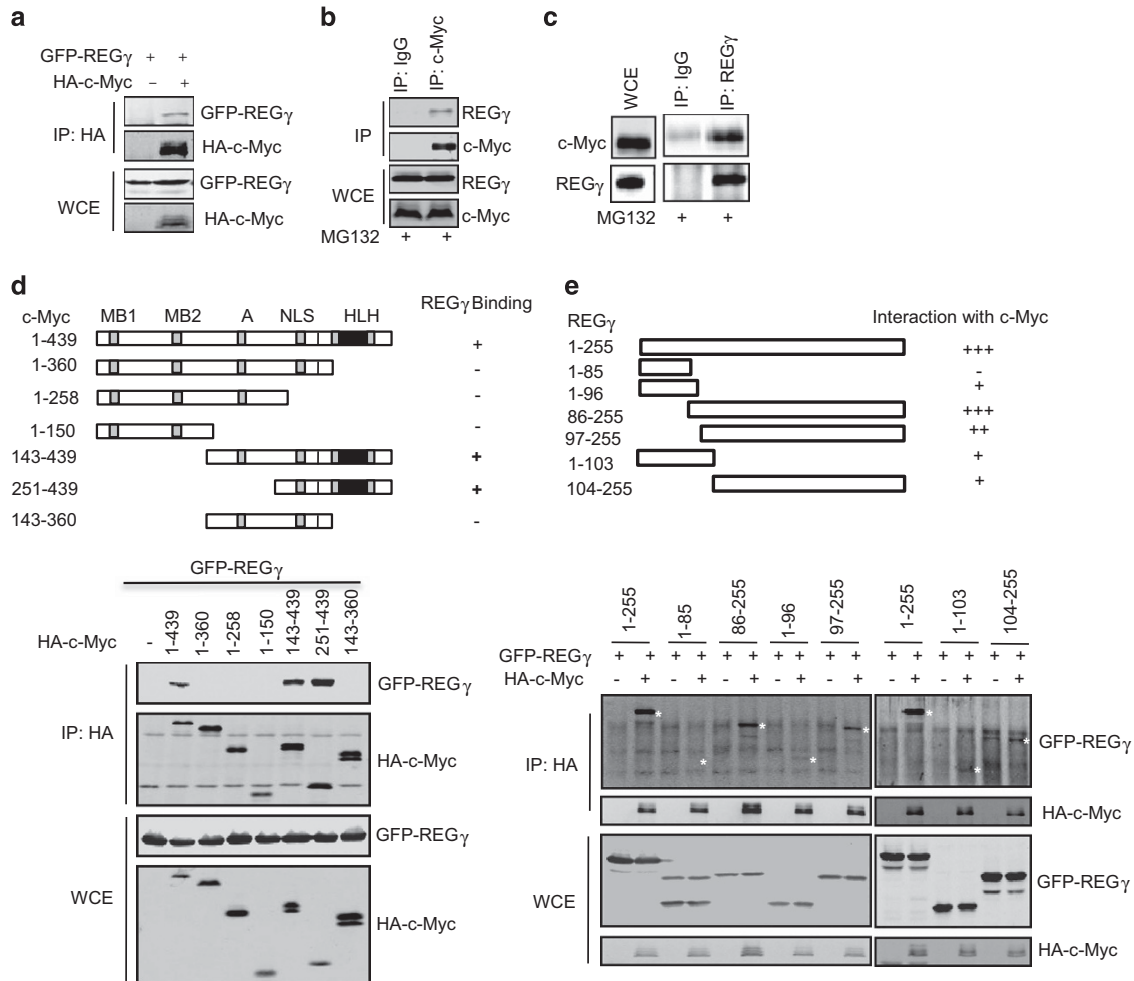 a
GFP-REGγ + +
HA-c-Myc − +
IP: HA
GFP-REGγ
HA-c-Myc
WCE
GFP-REGγ
HA-c-Myc
b
IP: IgG
IP: c-Myc
IP
REGγ
c-Myc
WCE
REGγ
c-Myc
MG132 + +
c
WCE
IP: IgG
IP: REGγ
c-Myc
REGγ
MG132 + +
d
c-Myc MB1 MB2 A NLS HLH REGγ Binding
1-439 +
1-360 -
1-258 -
1-150 -
143-439 +
251-439 +
143-360 -
GFP-REGγ
HA-c-Myc - 1-439 1-360 1-258 1-150 143-439 251-439 143-360
IP: HA
GFP-REGγ
HA-c-Myc
WCE
GFP-REGγ
HA-c-Myc
e
REGγ Interaction with c-Myc
1-255 +++
1-85 -
1-96 +
86-255 +++
97-255 ++
1-103 +
104-255 +
1-255 1-85 86-255 1-96 97-255 1-255 1-103 104-255
GFP-REGγ + + + + + + + + + + + + + + + +
HA-c-Myc - + - + - + - + - + - + - + - +
IP: HA
* * * * * * * *
GFP-REGγ
HA-c-Myc
WCE
GFP-REGγ
HA-c-Myc